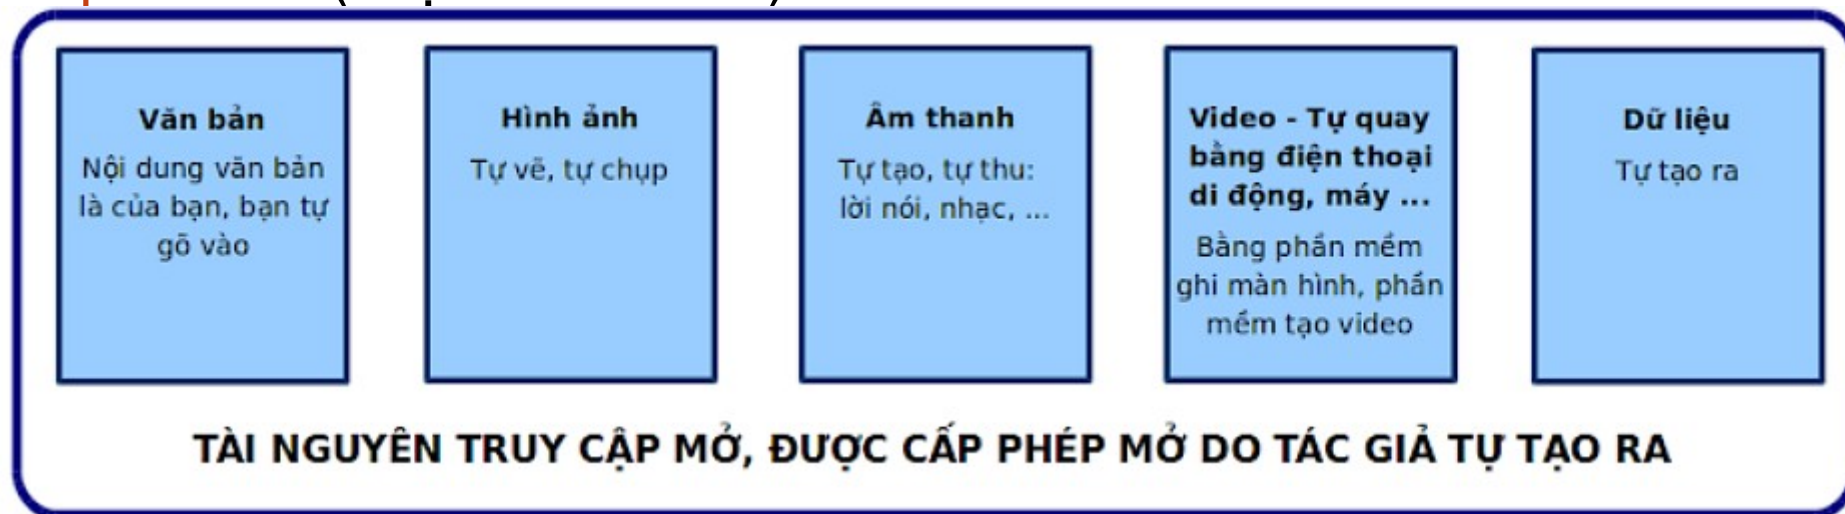 Văn bản
Nội dung văn bản
là của bạn, bạn tự
gõ vào
Hình ảnh
Tự vẽ, tự chụp
Âm thanh
Tự tạo, tự thu:
lời nói, nhạc, ...
Video - Tự quay
bằng điện thoại
di động, máy ...
Bằng phần mềm
ghi màn hình, phần
mềm tạo video
Dữ liệu
Tự tạo ra
TÀI NGUYÊN TRUY CẬP MỞ, ĐƯỢC CẤP PHÉP MỞ DO TÁC GIẢ TỰ TẠO RA